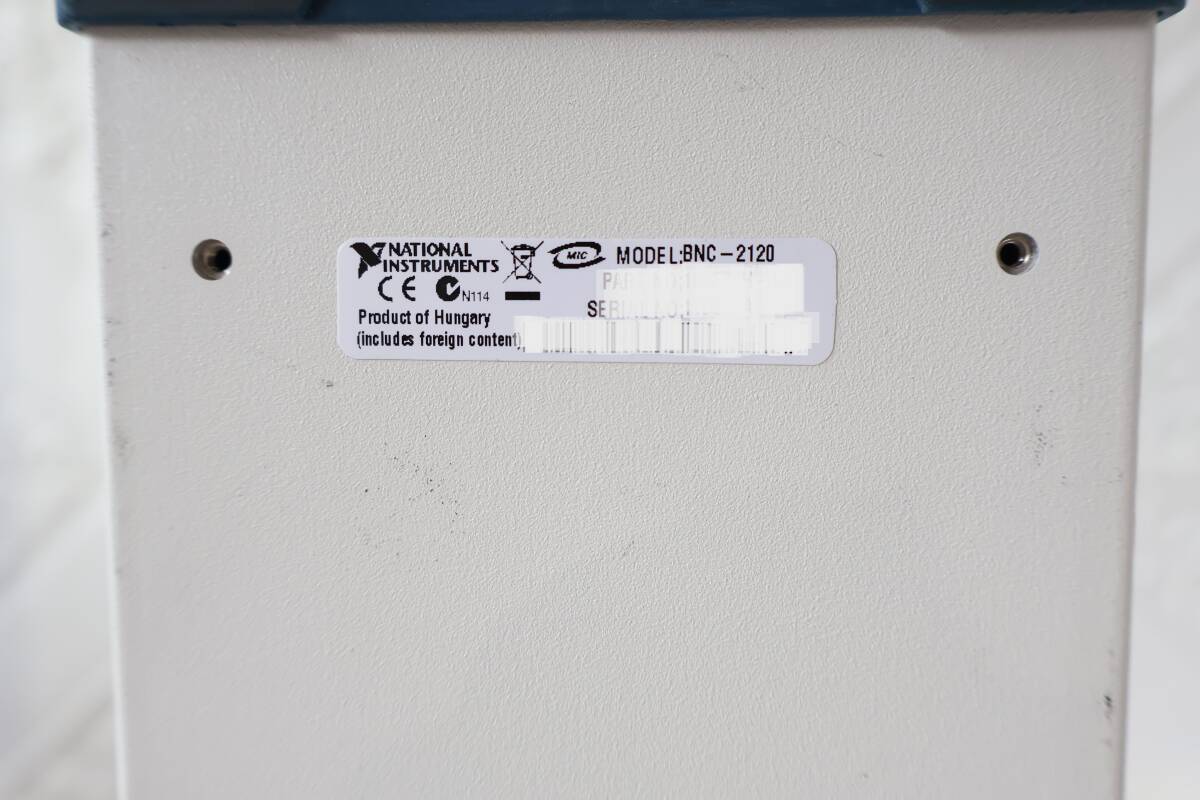 NATIONAL
INSTRUMENTS
MIC
MODEL:BNC-2120
CE
N114
Product of Hungary
(includes foreign content)